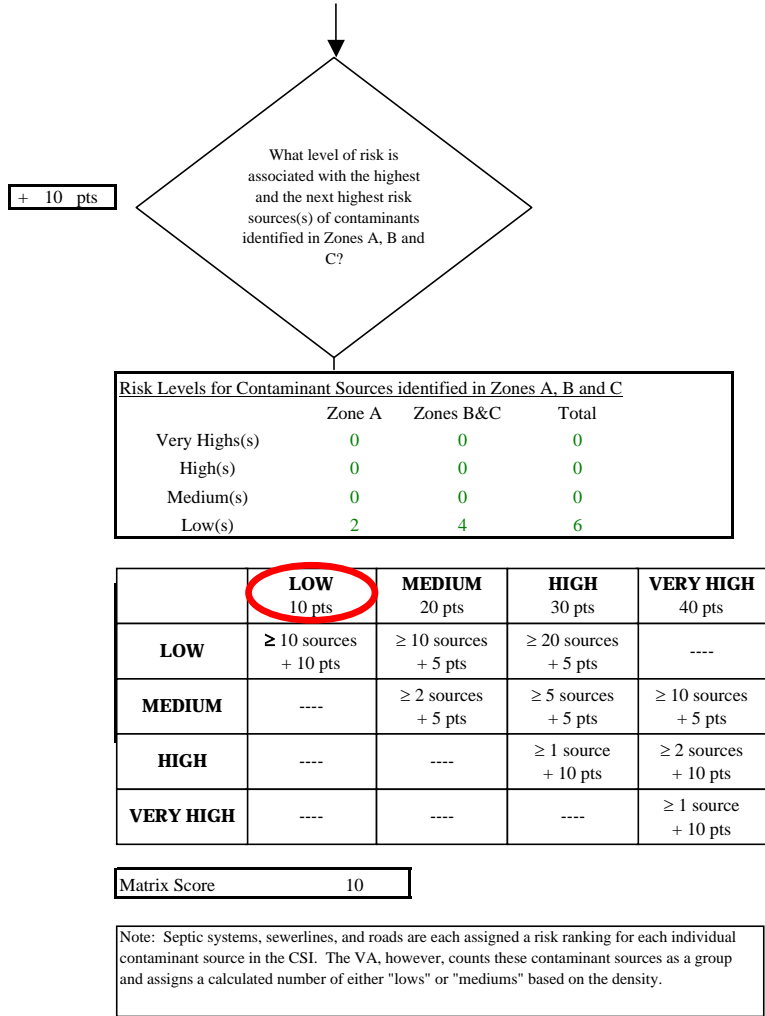 What level of risk is
associated with the highest
and the next highest risk
sources(s) of contaminants
identified in Zones A, B and
C?
+ 10 pts
Risk Levels for Contaminant Sources identified in Zones A, B and C
Zone A Zones B&C Total
Very Highs(s) 0 0 0
High(s) 0 0 0
Medium(s) 0 0 0
Low(s) 2 4 6
LOW MEDIUM HIGH VERY HIGH
10 pts 20 pts 30 pts 40 pts
LOW ≥ 10 sources ≥ 10 sources ≥ 20 sources ----
+ 10 pts + 5 pts + 5 pts
MEDIUM ---- ≥ 2 sources ≥ 5 sources ≥ 10 sources
+ 5 pts + 5 pts + 5 pts
HIGH ---- ---- ≥ 1 source ≥ 2 sources
+ 10 pts + 10 pts
VERY HIGH ---- ---- ---- ≥ 1 source
+ 10 pts
Matrix Score 10
Note: Septic systems, sewerlines, and roads are each assigned a risk ranking for each individual
contaminant source in the CSI. The VA, however, counts these contaminant sources as a group
and assigns a calculated number of either "lows" or "mediums" based on the density.